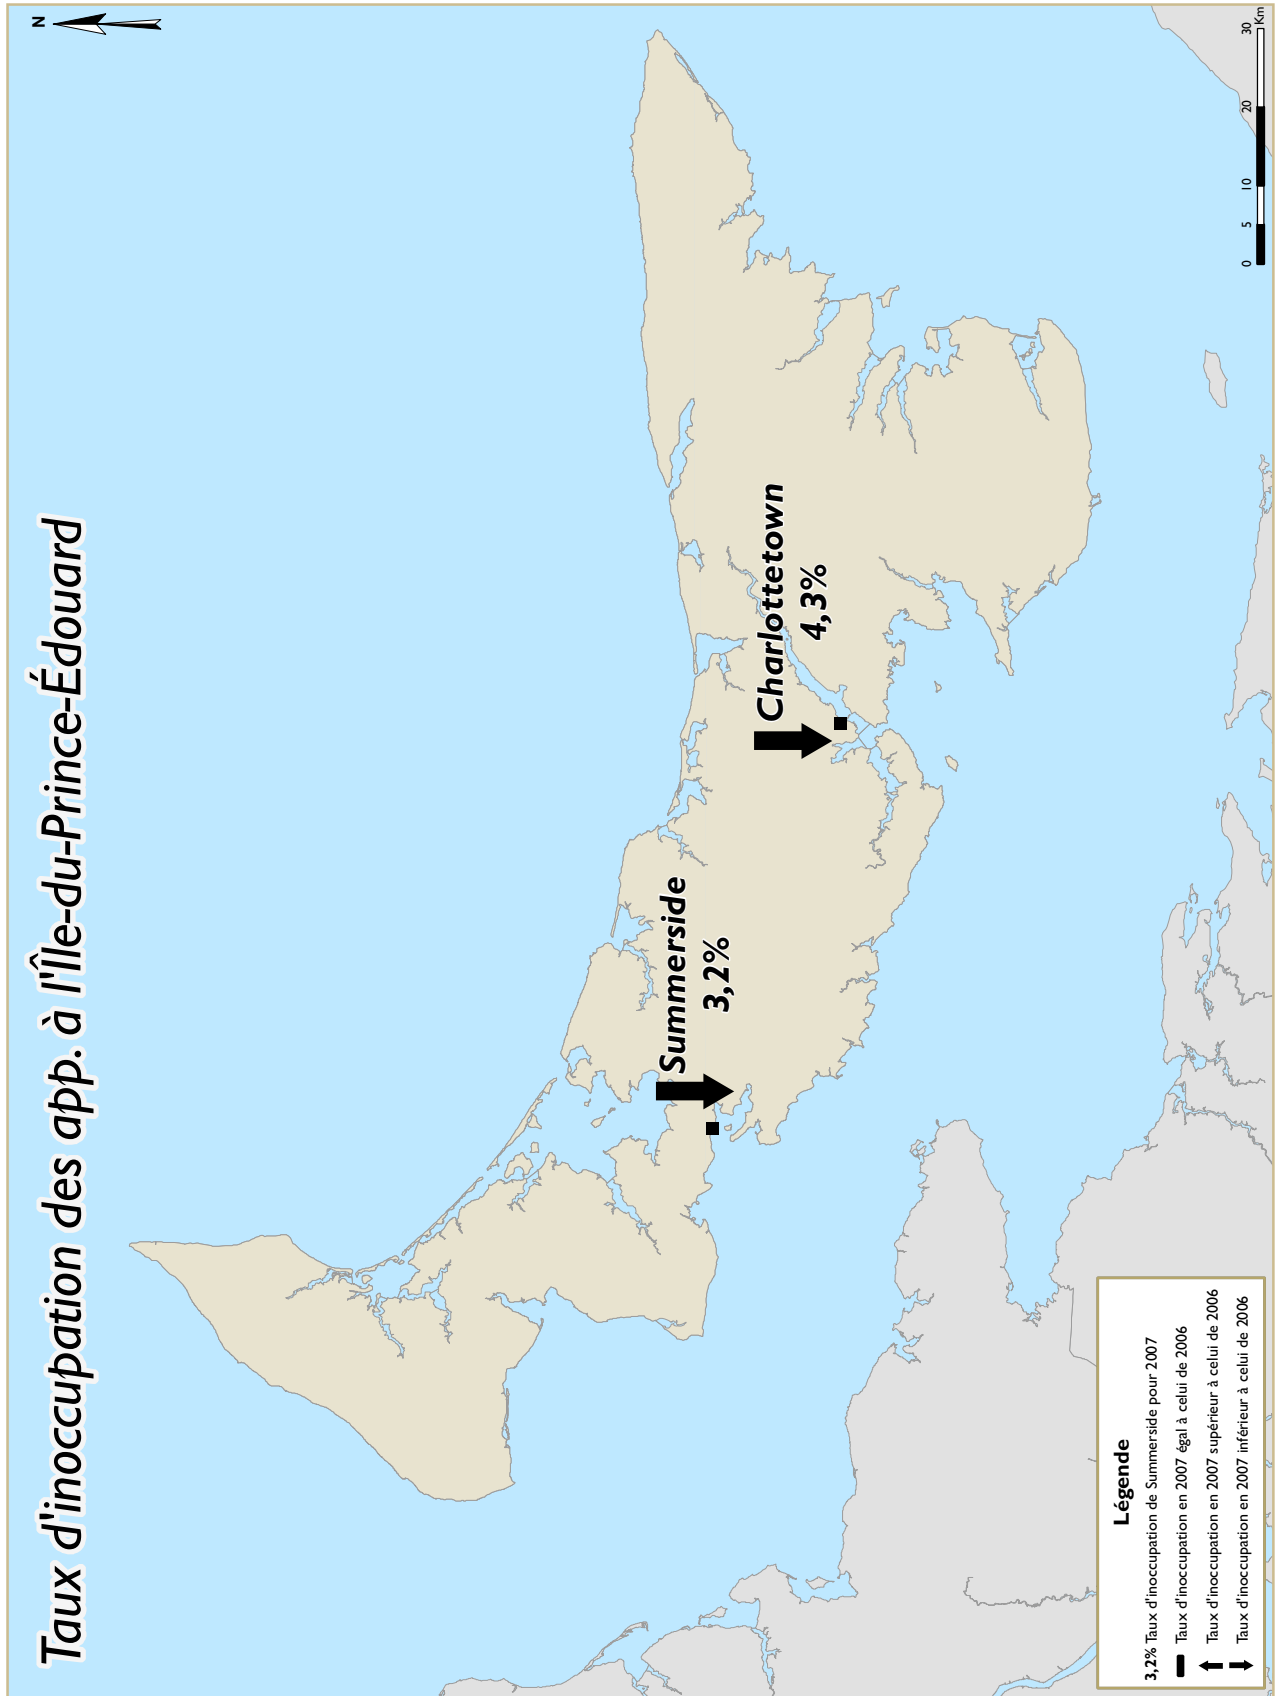 Taux d'inoccupation des app. à l'Île-du-Prince-Édouard
N
Summerside
3,2%
Charlottetown
4,3%
Légende
3,2% Taux d'inoccupation de Summerside pour 2007
Taux d'inoccupation en 2007 égal à celui de 2006
Taux d'inoccupation en 2007 supérieur à celui de 2006
Taux d'inoccupation en 2007 inférieur à celui de 2006
0 5 10 20 30
Km